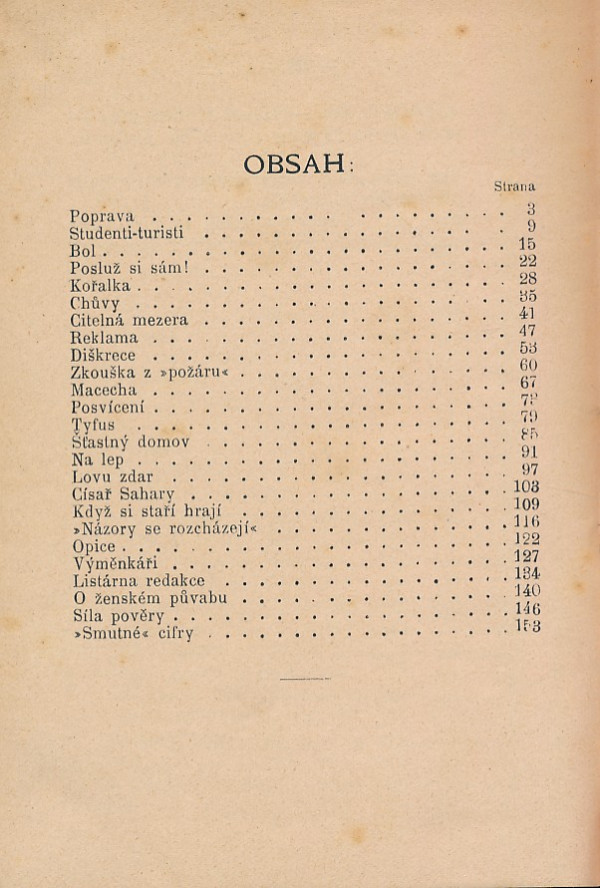 OBSAH:
Strana
Poprava . . . . . . . . . . . . . . . . . . 3
Studenti-turisti . . . . . . . . . . . . . . . . 9
Bol . . . . . . . . . . . . . . . . . . . . . 15
Posluž si sám! . . . . . . . . . . . . . . . . 22
Kořalka . . . . . . . . . . . . . . . . . . . 28
Chůvy . . . . . . . . . . . . . . . . . . . 35
Citelná mezera . . . . . . . . . . . . . . . . 41
Reklama . . . . . . . . . . . . . . . . . . 47
Diškrece . . . . . . . . . . . . . . . . . . 53
Zkouška z »požáru« . . . . . . . . . . . . . . 60
Macecha . . . . . . . . . . . . . . . . . . 67
Posvícení . . . . . . . . . . . . . . . . . .
Tyfus . . . . . . . . . . . . . . . . . . . 79
Šťastný domov . . . . . . . . . . . . . . . . 85
Na lep . . . . . . . . . . . . . . . . . . . 91
Lovu zdar . . . . . . . . . . . . . . . . . 97
Císař Sahary . . . . . . . . . . . . . . . . 103
Když si staří hrají . . . . . . . . . . . . . . 109
»Názory se rozcházejí« . . . . . . . . . . . . . 116
Opice . . . . . . . . . . . . . . . . . . . . 122
Výměnkáři . . . . . . . . . . . . . . . . . 127
Listárna redakce . . . . . . . . . . . . . . . 134
O ženském půvabu . . . . . . . . . . . . . . 140
Síla pověry . . . . . . . . . . . . . . . . . 146
»Smutné« cifry . . . . . . . . . . . . . . . . 153